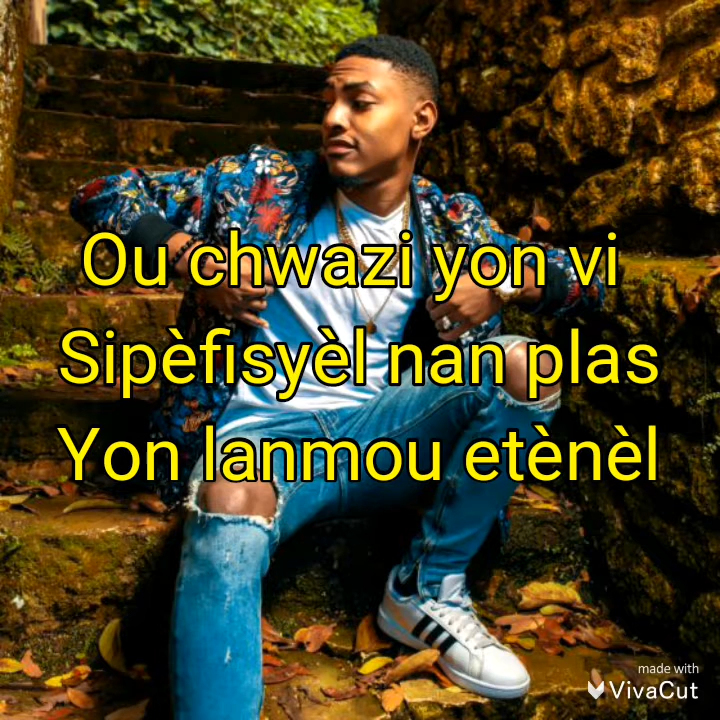 Ou chwazi yon vi
Sipèfisyèl nan plas
Yon lanmou etènèl
made with
VivaCut